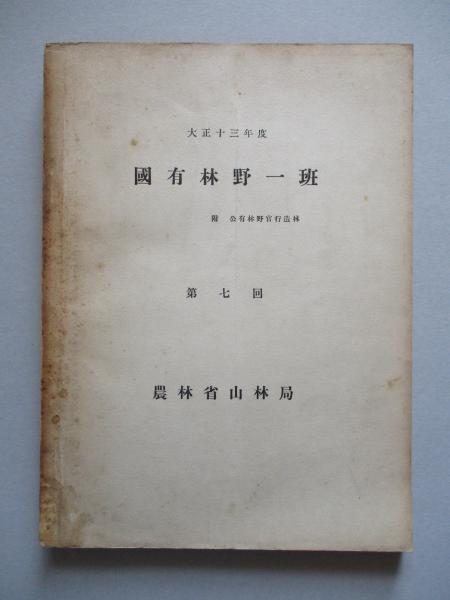 大正十三年度
國有林野一班
附 公有林野官行造林
第七回
農林省山林局